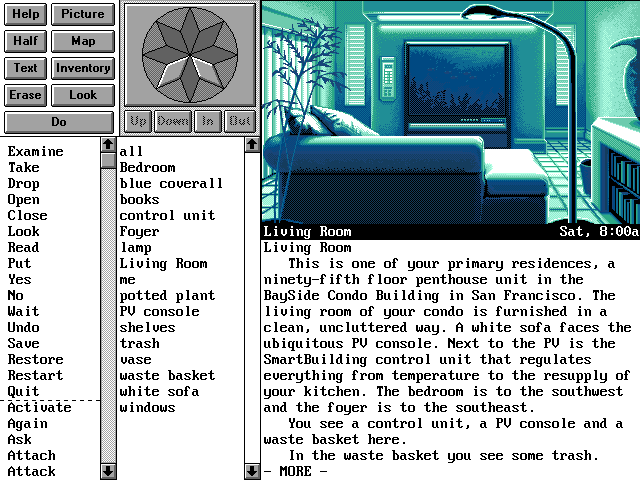 Help Picture
Half Map
Text Inventory
Erase Look
Do
Up Down In Out
Examine
Take
Drop
Open
Close
Look
Read
Put
Yes
No
Wait
Undo
Save
Restore
Restart
Quit
Activate
Again
Ask
Attach
Attack
all
Bedroom
blue coverall
books
control unit
Foyer
lamp
Living Room
me
potted plant
PV console
shelves
trash
vase
waste basket
white sofa
windows
Living Room Sat, 8:00a
Living Room
This is one of your primary residences, a
ninety-fifth floor penthouse unit in the
BaySide Condo Building in San Francisco. The
living room of your condo is furnished in a
clean, uncluttered way. A white sofa faces the
ubiquitous PV console. Next to the PV is the
SmartBuilding control unit that regulates
everything from temperature to the resupply of
your kitchen. The bedroom is to the southwest
and the foyer is to the southeast.
You see a control unit, a PV console and a
waste basket here.
In the waste basket you see some trash.
- MORE -